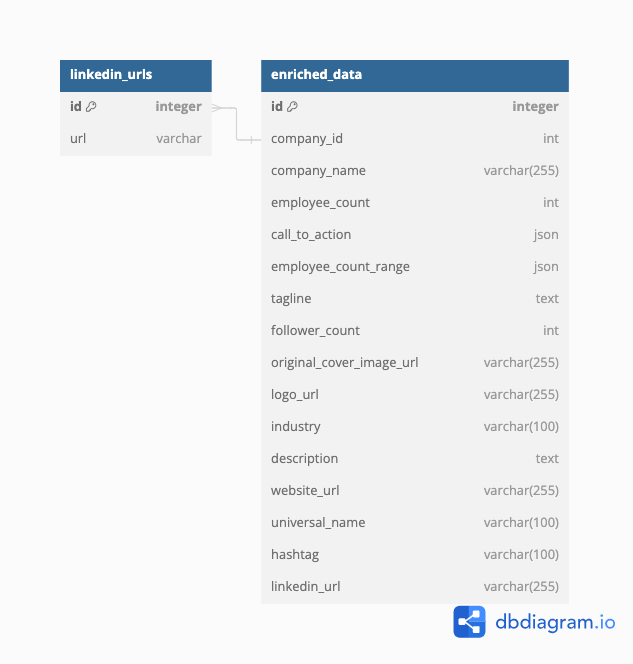 linkedin_urls
id integer
url varchar
enriched_data
id integer
company_id int
company_name varchar(255)
employee_count int
call_to_action json
employee_count_range json
tagline text
follower_count int
original_cover_image_url varchar(255)
logo_url varchar(255)
industry varchar(100)
description text
website_url varchar(255)
universal_name varchar(100)
hashtag varchar(100)
linkedin_url varchar(255)
dbdiagram.io